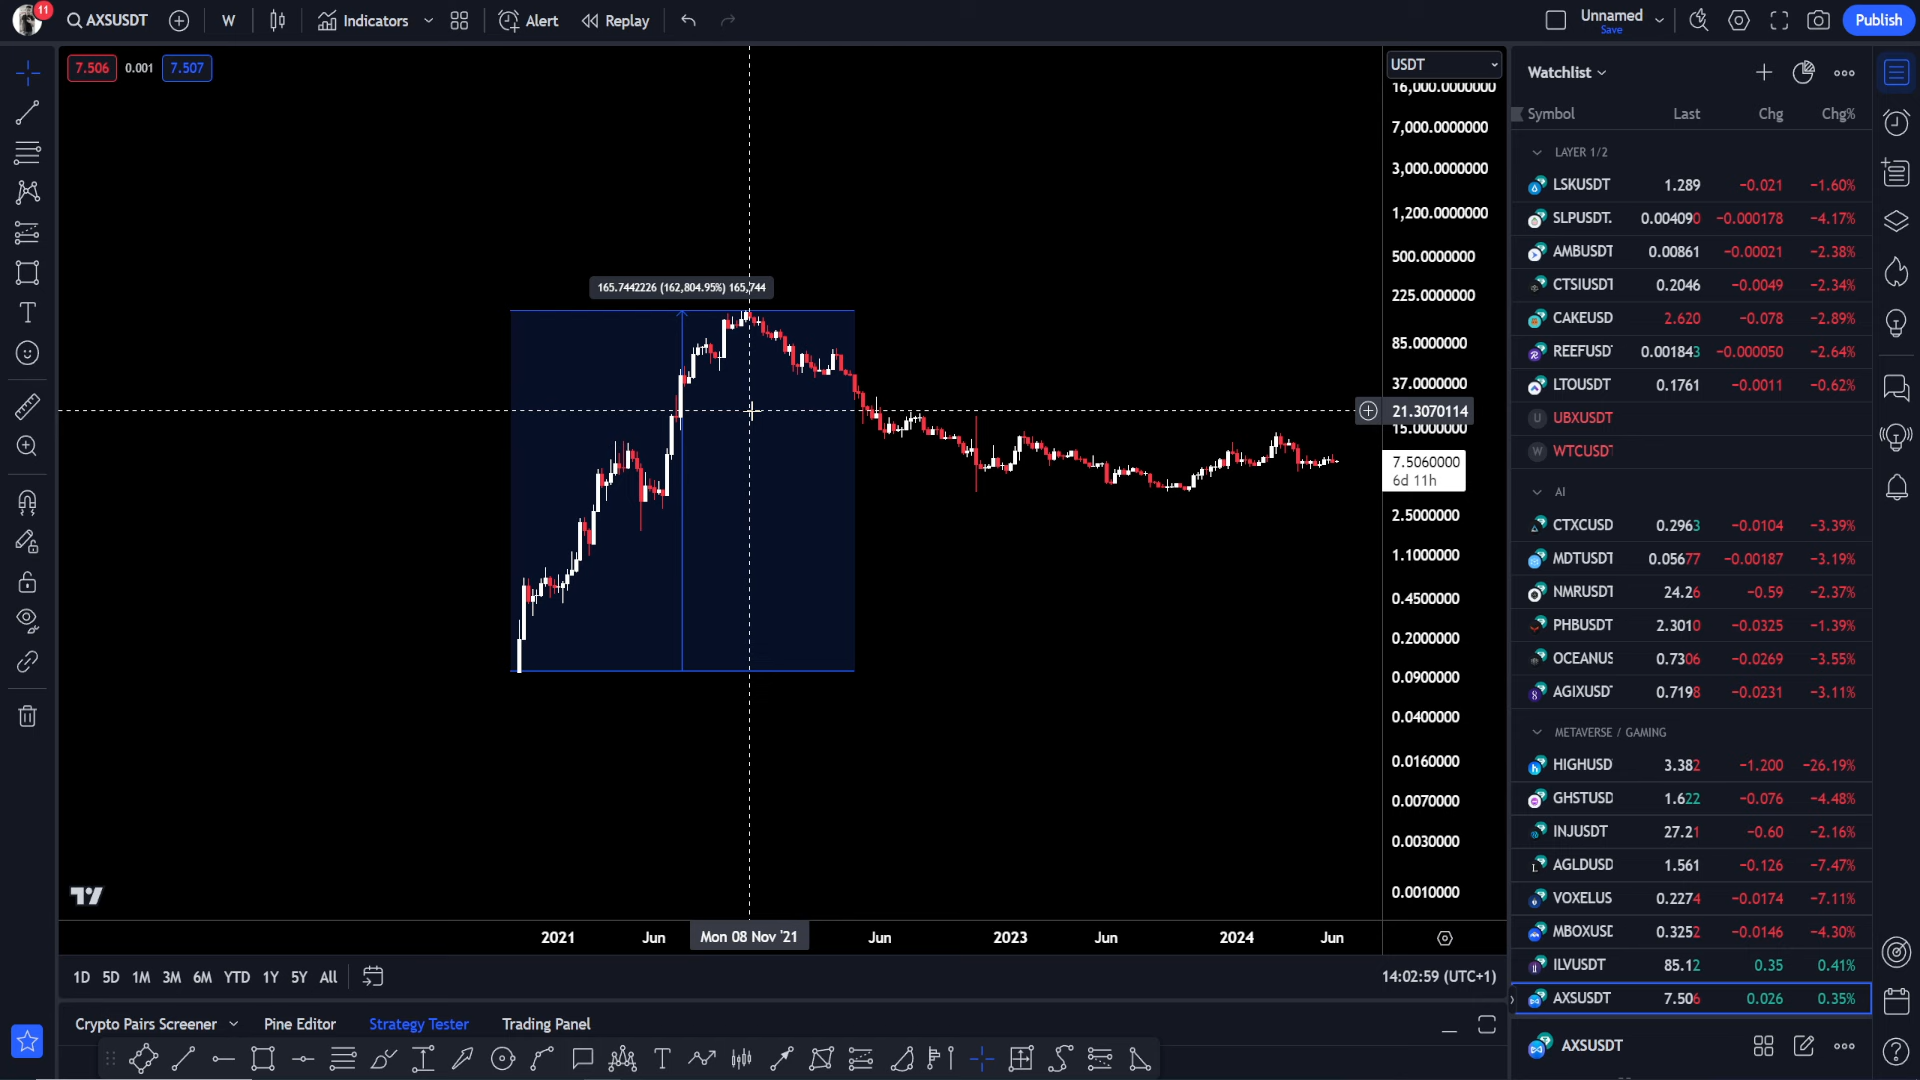 11
AXSUSDT
W
Indicators
Alert
Replay
Unnamed
Save
Publish
7.506
0.001
7.507
USDT
16,000.0000000
7,000.0000000
3,000.0000000
1,200.0000000
500.0000000
225.0000000
85.0000000
37.0000000
21.3070114
15.0000000
7.5060000
6d 11h
2.5000000
1.1000000
0.4500000
0.2000000
0.0900000
0.0400000
0.0160000
0.0070000
0.0030000
0.0010000
165.7442226 (162,804.95%) 165,744
2021
Jun
Mon 08 Nov '21
Jun
2023
Jun
2024
Jun
1D 5D 1M 3M 6M YTD 1Y 5Y All
14:02:59 (UTC+1)
Crypto Pairs Screener
Pine Editor
Strategy Tester
Trading Panel
Watchlist
Symbol Last Chg Chg%
LAYER 1/2
LSKUSDT 1.289 −0.021 −1.60%
SLPUSDT. 0.004090 −0.000178 −4.17%
AMBUSDT 0.00861 −0.00021 −2.38%
CTSIUSDT 0.2046 −0.0049 −2.34%
CAKEUSD 2.620 −0.078 −2.89%
REEFUSDT 0.001843 −0.000050 −2.64%
LTOUSDT 0.1761 −0.0011 −0.62%
U UBXUSDT
W WTCUSDT
AI
CTXCUSD 0.2963 −0.0104 −3.39%
MDTUSDT 0.05677 −0.00187 −3.19%
NMRUSDT 24.26 −0.59 −2.37%
PHBUSDT 2.3010 −0.0325 −1.39%
OCEANUS 0.7306 −0.0269 −3.55%
AGIXUSDT 0.7198 −0.0231 −3.11%
METAVERSE / GAMING
HIGHUSD 3.382 −1.200 −26.19%
GHSTUSD 1.622 −0.076 −4.48%
INJUSDT 27.21 −0.60 −2.16%
AGLDUSD 1.561 −0.126 −7.47%
VOXELUS 0.2274 −0.0174 −7.11%
MBOXUSD 0.3252 −0.0146 −4.30%
ILVUSDT 85.12 0.35 0.41%
AXSUSDT 7.506 0.026 0.35%
AXSUSDT